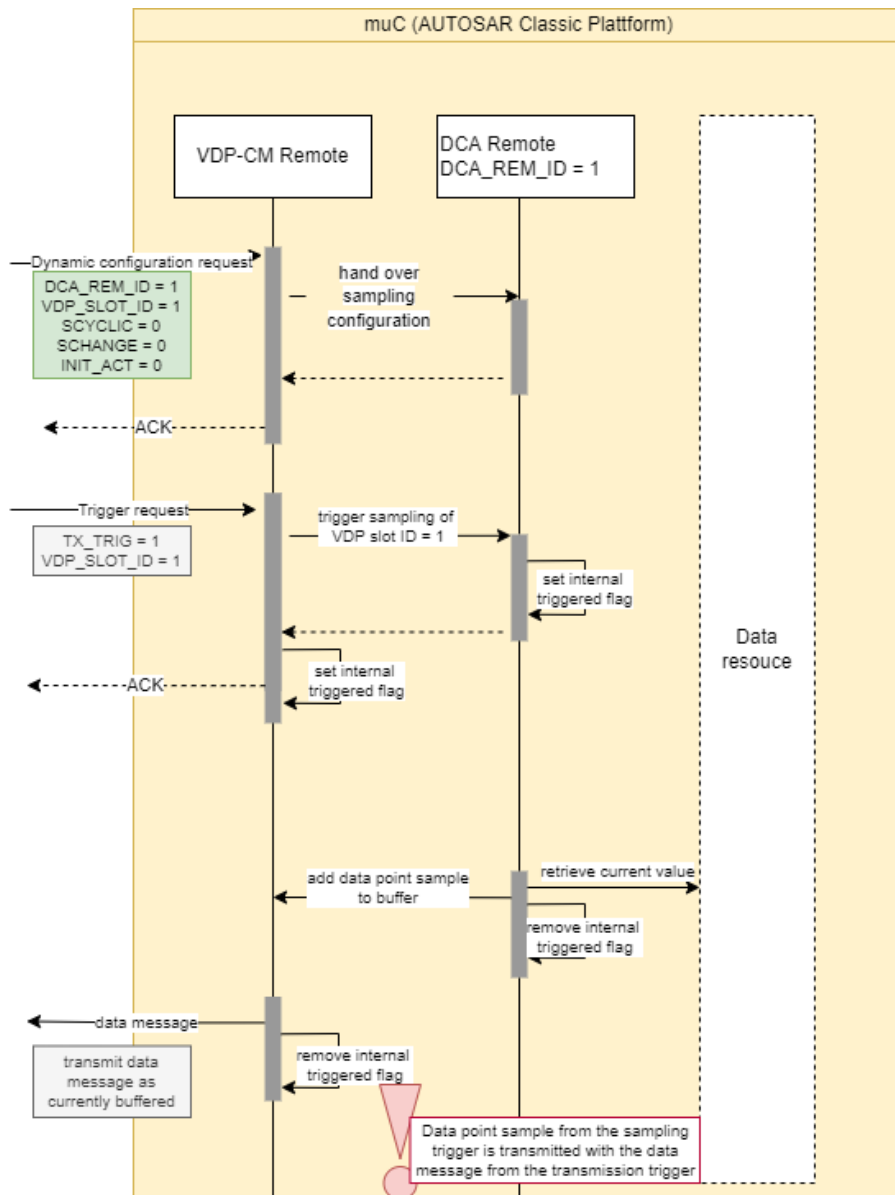 muC (AUTOSAR Classic Plattform)
VDP-CM Remote
DCA Remote
DCA_REM_ID = 1
Dynamic configuration request
DCA_REM_ID = 1
VDP_SLOT_ID = 1
SCYCLIC = 0
SCHANGE = 0
INIT_ACT = 0
hand over
sampling
configuration
ACK
Trigger request
TX_TRIG = 1
VDP_SLOT_ID = 1
trigger sampling of
VDP slot ID = 1
set internal
triggered flag
set internal
triggered flag
ACK
Data
resouce
retrieve current value
add data point sample
to buffer
remove internal
triggered flag
data message
transmit data
message as
currently buffered
remove internal
triggered flag
Data point sample from the sampling
trigger is transmitted with the data
message from the transmission trigger